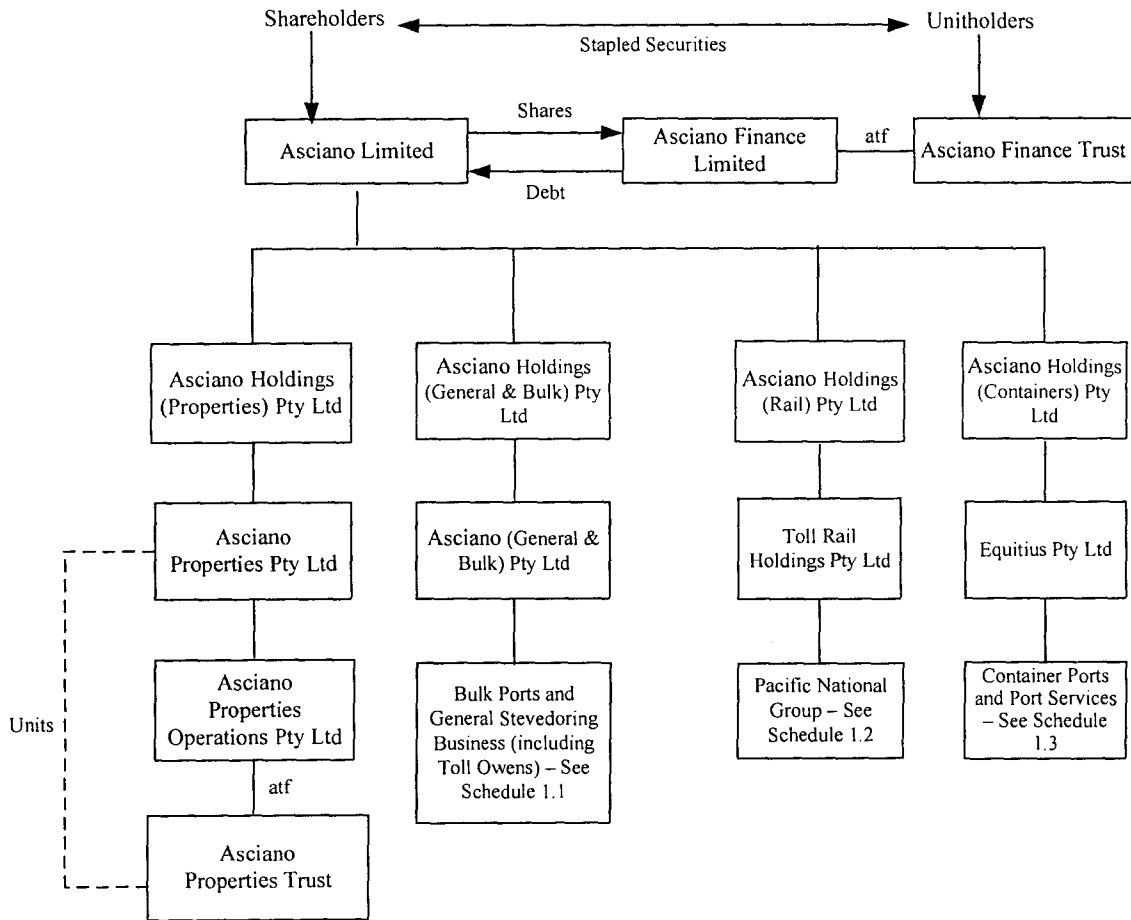 Shareholders
Unitholders
Stapled Securities
Shares
Asciano Limited
Asciano Finance
Limited
atf
Asciano Finance Trust
Debt
Asciano Holdings
(Properties) Pty Ltd
Asciano Holdings
(General & Bulk) Pty
Ltd
Asciano Holdings
(Rail) Pty Ltd
Asciano Holdings
(Containers) Pty
Ltd
Asciano
Properties Pty Ltd
Asciano (General &
Bulk) Pty Ltd
Toll Rail
Holdings Pty Ltd
Equitius Pty Ltd
Units
Asciano
Properties
Operations Pty Ltd
Bulk Ports and
General Stevedoring
Business (including
Toll Owens) – See
Schedule 1.1
Pacific National
Group – See
Schedule 1.2
Container Ports
and Port Services
– See Schedule
1.3
atf
Asciano
Properties Trust